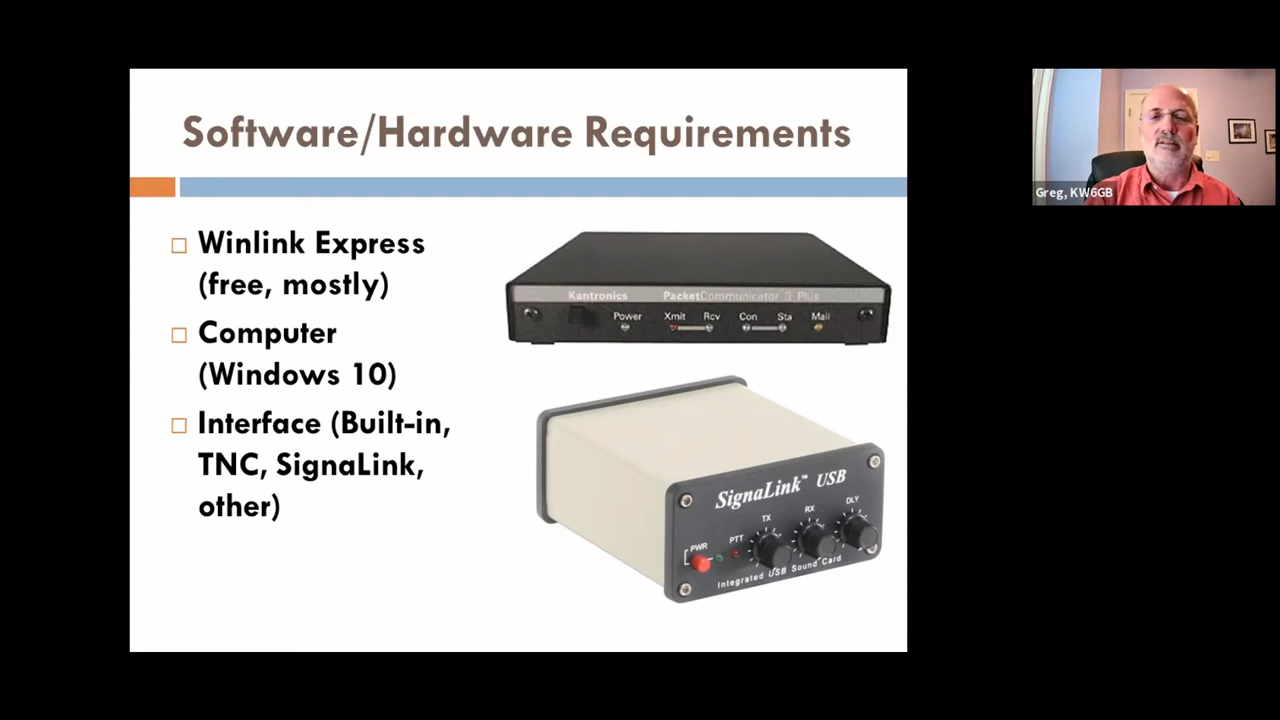 Software/Hardware Requirements
Winlink Express
(free, mostly)
Computer
(Windows 10)
Interface (Built-in,
TNC, SignaLink,
other)
Kantronics PacketCommunicator 3 Plus
Power Xmit Rcv Con Sta Mail
SignaLink™ USB
PWR PTT TX RX DLY
Integrated USB Sound Card
Greg, KW6GB